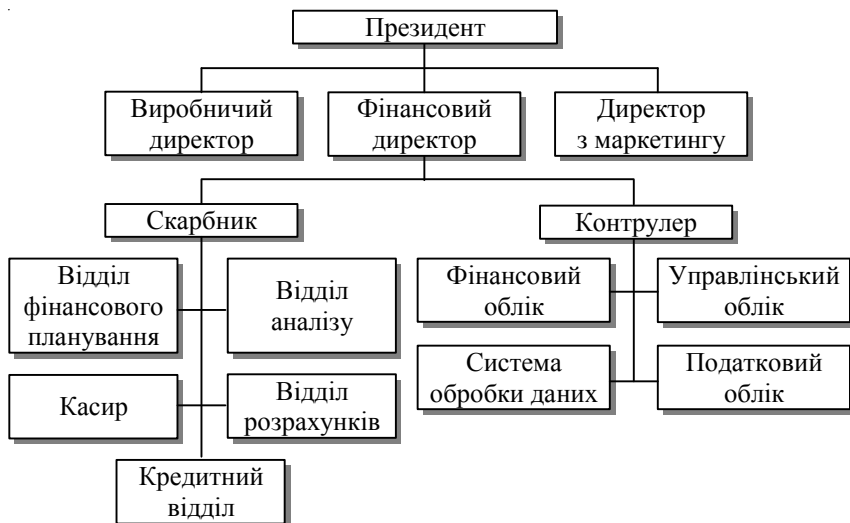 Президент
Виробничий
директор
Фінансовий
директор
Директор
з маркетингу
Скарбник
Контрулер
Відділ
фінансового
планування
Відділ
аналізу
Фінансовий
облік
Управлінський
облік
Касир
Відділ
розрахунків
Система
обробки даних
Податковий
облік
Кредитний
відділ